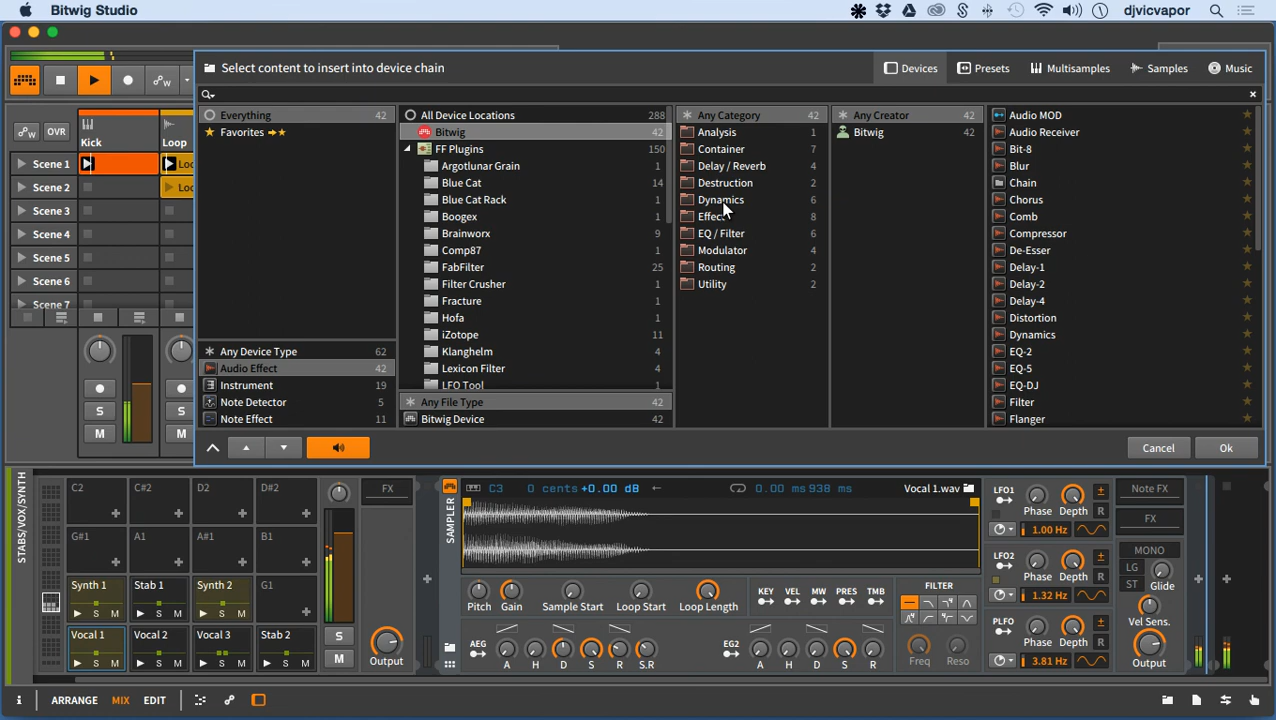 Bitwig Studio
djvicvapor
Select content to insert into device chain
Devices
Presets
Multisamples
Samples
Music
OVR
Kick
Loop
Scene 1
Loo
Scene 2
Loo
Scene 3
Scene 4
Scene 5
Scene 6
Scene 7
S
S
M
M
Everything 42
Favorites
Any Device Type 62
Audio Effect 42
Instrument 19
Note Detector 5
Note Effect 11
All Device Locations 288
Bitwig 42
FF Plugins 150
Argotlunar Grain 1
Blue Cat 14
Blue Cat Rack 1
Boogex 1
Brainworx 9
Comp87 1
FabFilter 25
Filter Crusher 1
Fracture 1
Hofa 1
iZotope 11
Klanghelm 4
Lexicon Filter 4
LFO Tool 1
Any File Type 42
Bitwig Device 42
Any Category 42
Analysis 1
Container 7
Delay / Reverb 4
Destruction 2
Dynamics 6
Effect 8
EQ / Filter 6
Modulator 4
Routing 2
Utility 2
Any Creator 42
Bitwig 42
Audio MOD
Audio Receiver
Bit-8
Blur
Chain
Chorus
Comb
Compressor
De-Esser
Delay-1
Delay-2
Delay-4
Distortion
Dynamics
EQ-2
EQ-5
EQ-DJ
Filter
Flanger
Cancel
Ok
STABS/VOX/SYNTH
C2 C#2 D2 D#2
G#1 A1 A#1 B1
Synth 1 Stab 1 Synth 2 G1
S M S M S M
Vocal 1 Vocal 2 Vocal 3 Stab 2
S M S M S M S M
S
M
FX
Output
SAMPLER
C3 0 cents +0.00 dB
0.00 ms 938 ms
Vocal 1.wav
Pitch Gain Sample Start Loop Start Loop Length
KEY VEL MW PRES TMB
FILTER
Freq Reso
AEG A H D S R S.R
EG2 A H D S R
LFO1
Phase Depth R
1.00 Hz
LFO2
Phase Depth R
1.32 Hz
PLFO
Phase Depth R
3.81 Hz
Note FX
FX
MONO
LG
ST
Glide
Vel Sens.
Output
i ARRANGE MIX EDIT